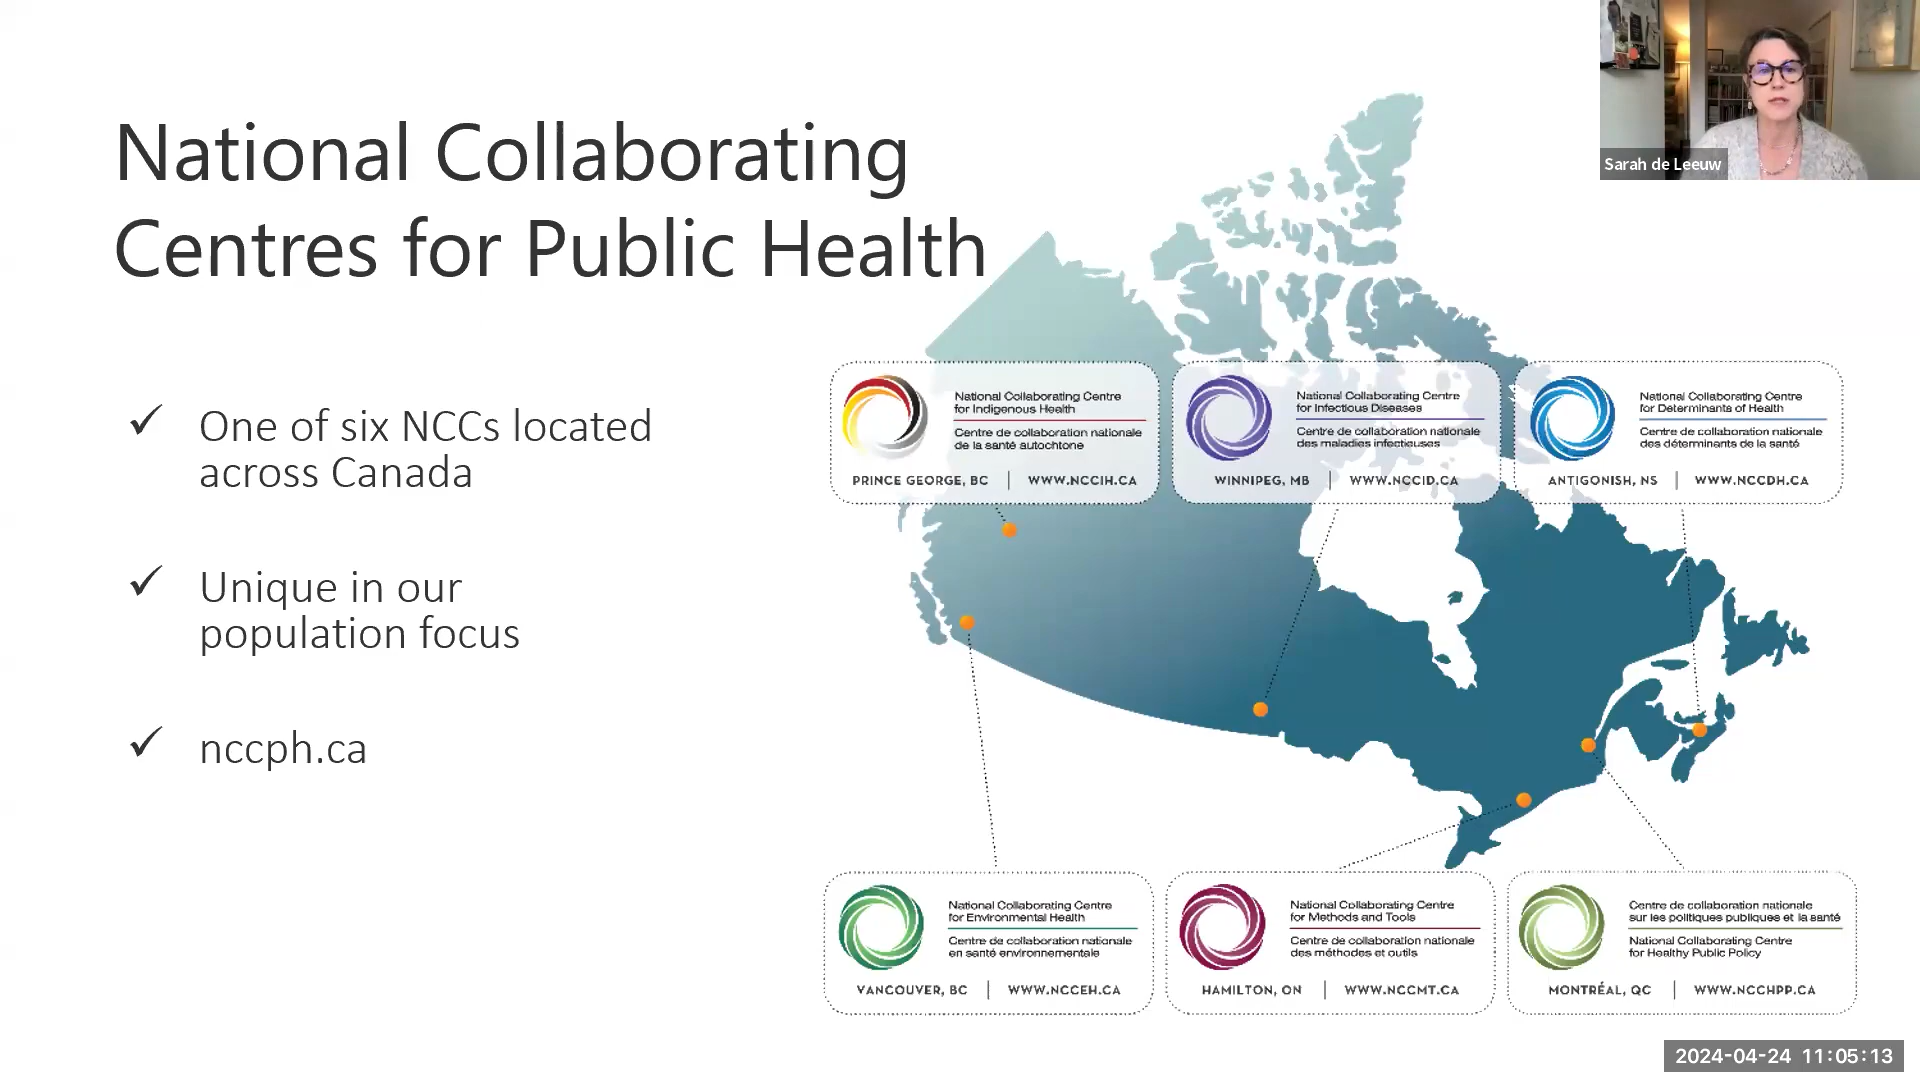 National Collaborating
Centres for Public Health
One of six NCCs located
across Canada
Unique in our
population focus
nccph.ca
Sarah de Leeuw
National Collaborating Centre
for Indigenous Health
Centre de collaboration nationale
de la santé autochtone
PRINCE GEORGE, BC | WWW.NCCIH.CA
National Collaborating Centre
for Infectious Diseases
Centre de collaboration nationale
des maladies infectieuses
WINNIPEG, MB | WWW.NCCID.CA
National Collaborating Centre
for Determinants of Health
Centre de collaboration nationale
des déterminants de la santé
ANTIGONISH, NS | WWW.NCCDH.CA
National Collaborating Centre
for Environmental Health
Centre de collaboration nationale
en santé environnementale
VANCOUVER, BC | WWW.NCCEH.CA
National Collaborating Centre
for Methods and Tools
Centre de collaboration nationale
des méthodes et outils
HAMILTON, ON | WWW.NCCMT.CA
Centre de collaboration nationale
sur les politiques publiques et la santé
National Collaborating Centre
for Healthy Public Policy
MONTRÉAL, QC | WWW.NCCHPP.CA
2024-04-24 11:05:13